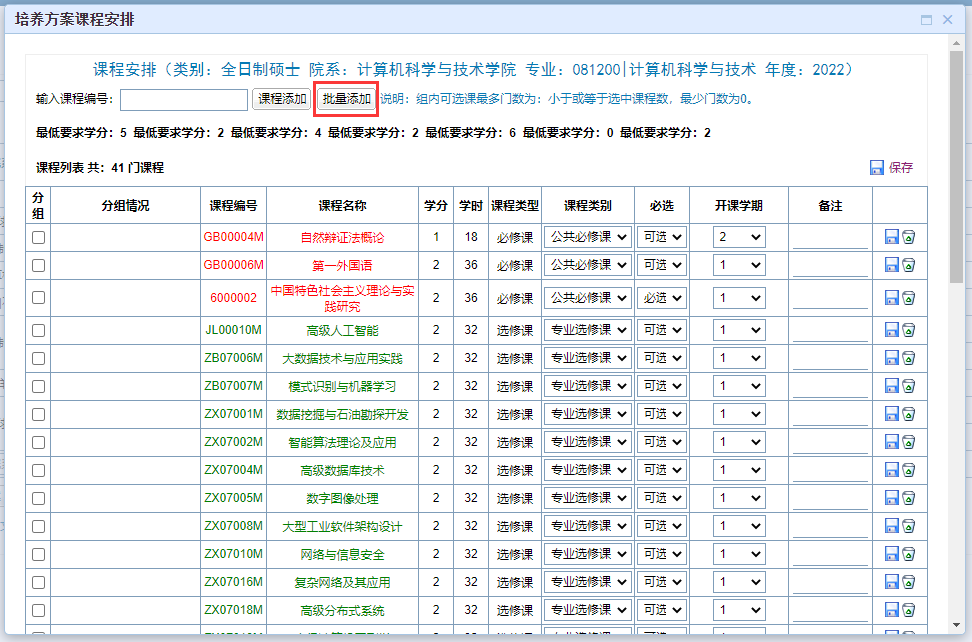 培养方案课程安排
课程安排（类别：全日制硕士 院系：计算机科学与技术学院 专业：081200|计算机科学与技术 年度：2022）
输入课程编号： 课程添加 批量添加 说明：组内可选课最多门数为：小于或等于选中课程数，最少门数为0。
最低要求学分：5 最低要求学分：2 最低要求学分：4 最低要求学分：2 最低要求学分：6 最低要求学分：0 最低要求学分：2
课程列表 共：41 门课程 保存
分组 分组情况 课程编号 课程名称 学分 学时 课程类型 课程类别 必选 开课学期 备注
GB00004M 自然辩证法概论 1 18 必修课 公共必修课 可选 2
GB00006M 第一外国语 2 36 必修课 公共必修课 可选 1
6000002 中国特色社会主义理论与实践研究 2 36 必修课 公共必修课 必选 1
JL00010M 高级人工智能 2 32 选修课 专业选修课 可选 1
ZB07006M 大数据技术与应用实践 2 32 选修课 专业选修课 可选 1
ZB07007M 模式识别与机器学习 2 32 选修课 专业选修课 可选 1
ZX07001M 数据挖掘与石油勘探开发 2 32 选修课 专业选修课 可选 1
ZX07002M 智能算法理论及应用 2 32 选修课 专业选修课 可选 1
ZX07004M 高级数据库技术 2 32 选修课 专业选修课 可选 1
ZX07005M 数字图像处理 2 32 选修课 专业选修课 可选 1
ZX07008M 大型工业软件架构设计 2 32 选修课 专业选修课 可选 1
ZX07010M 网络与信息安全 2 32 选修课 专业选修课 可选 1
ZX07016M 复杂网络及其应用 2 32 选修课 专业选修课 可选 1
ZX07018M 高级分布式系统 2 32 选修课 专业选修课 可选 1